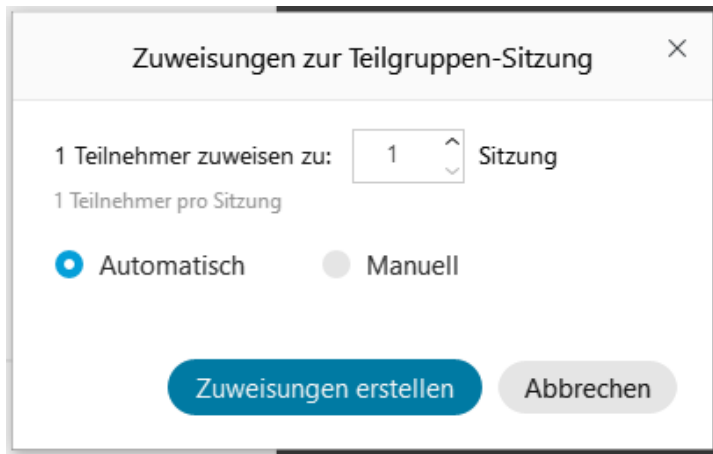 Zuweisungen zur Teilgruppen-Sitzung
1 Teilnehmer zuweisen zu: 1 Sitzung
1 Teilnehmer pro Sitzung
Automatisch Manuell
Zuweisungen erstellen Abbrechen